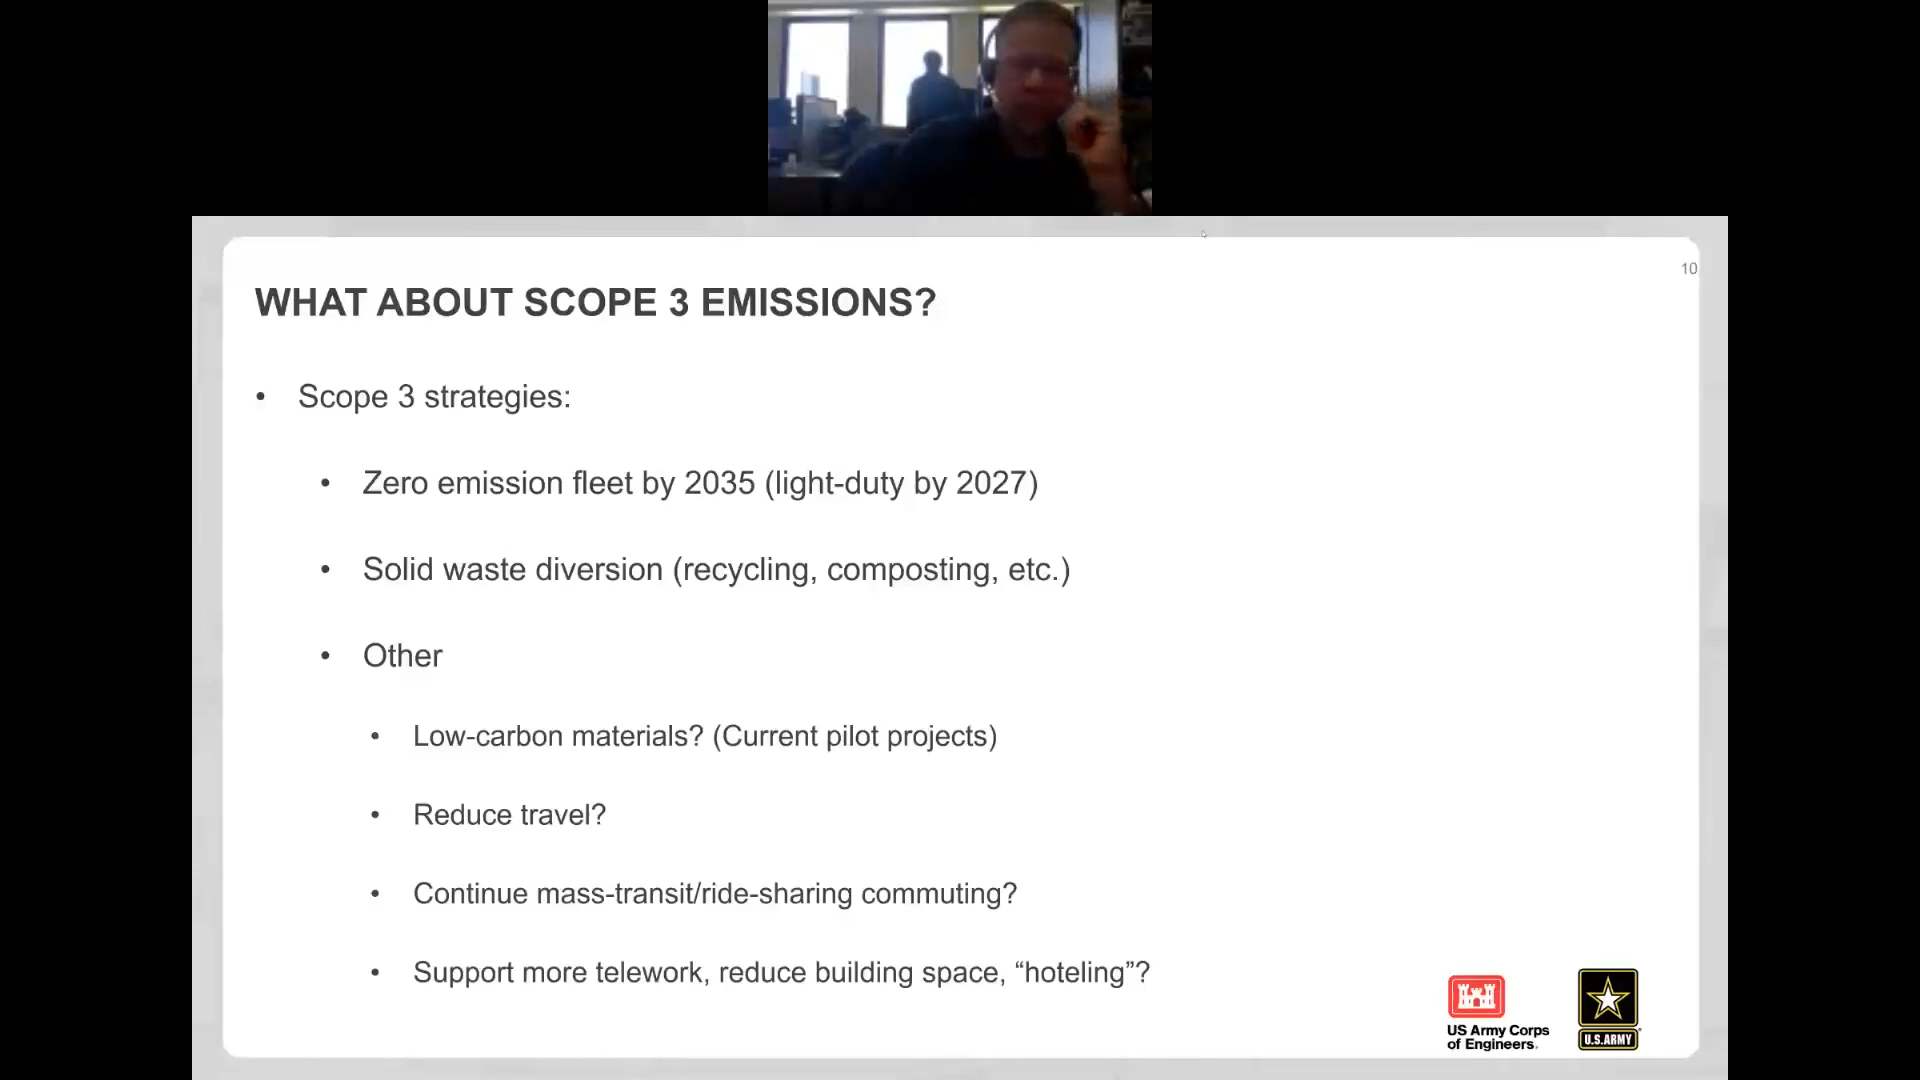 10
WHAT ABOUT SCOPE 3 EMISSIONS?
• Scope 3 strategies:
• Zero emission fleet by 2035 (light-duty by 2027)
• Solid waste diversion (recycling, composting, etc.)
• Other
• Low-carbon materials? (Current pilot projects)
• Reduce travel?
• Continue mass-transit/ride-sharing commuting?
• Support more telework, reduce building space, “hoteling”?
US Army Corps
of Engineers.
U.S.ARMY